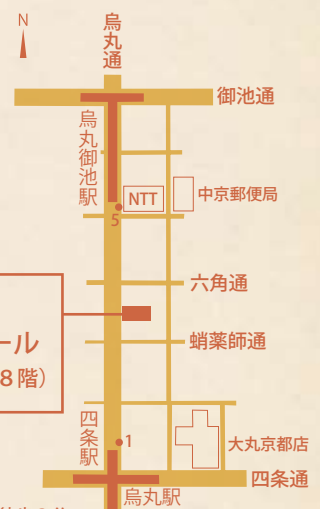 N
烏丸通
御池通
烏丸御池駅
NTT
中京郵便局
5
六角通
ール
8階）
蛸薬師通
四条駅
1
大丸京都店
四条通
烏丸駅